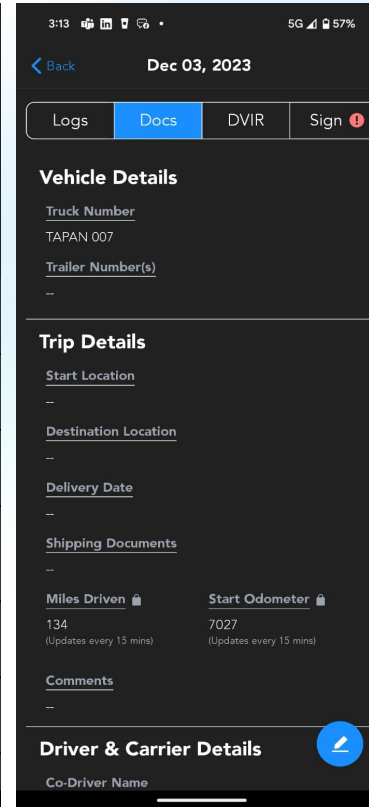 3:13
5G 57%
Back
Dec 03, 2023
Logs Docs DVIR Sign
Vehicle Details
Truck Number
TAPAN 007
Trailer Number(s)
--
Trip Details
Start Location
--
Destination Location
--
Delivery Date
--
Shipping Documents
--
Miles Driven Start Odometer
134 7027
(Updates every 15 mins) (Updates every 15 mins)
Comments
--
Driver & Carrier Details
Co-Driver Name